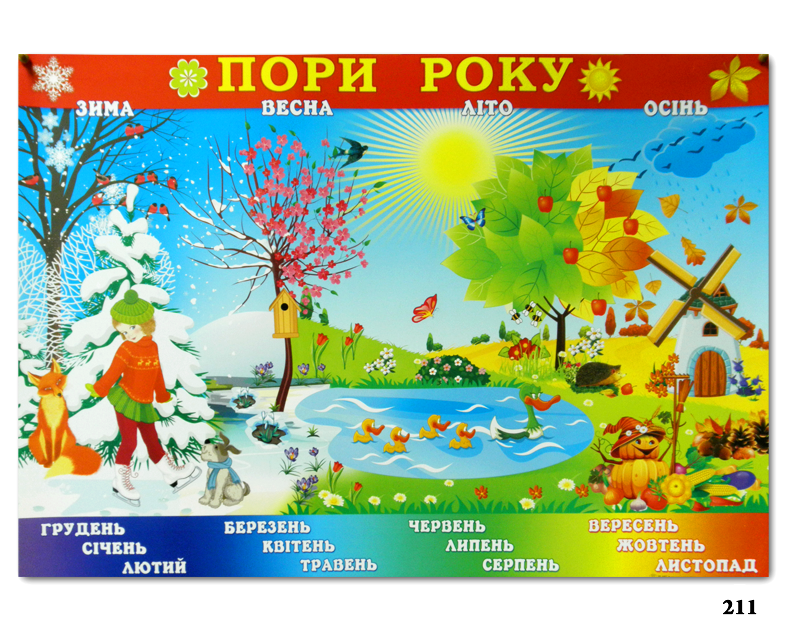 ПОРИ РОКУ
ЗИМА ВЕСНА ЛІТО ОСІНЬ
ГРУДЕНЬ БЕРЕЗЕНЬ ЧЕРВЕНЬ ВЕРЕСЕНЬ
СІЧЕНЬ КВІТЕНЬ ЛИПЕНЬ ЖОВТЕНЬ
ЛЮТИЙ ТРАВЕНЬ СЕРПЕНЬ ЛИСТОПАД
211